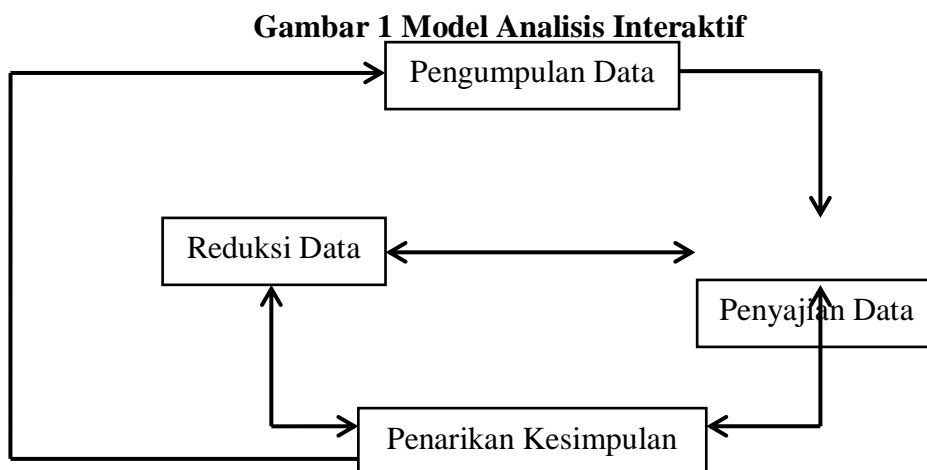 Gambar 1 Model Analisis Interaktif
Pengumpulan Data
Reduksi Data
Penyajian Data
Penarikan Kesimpulan